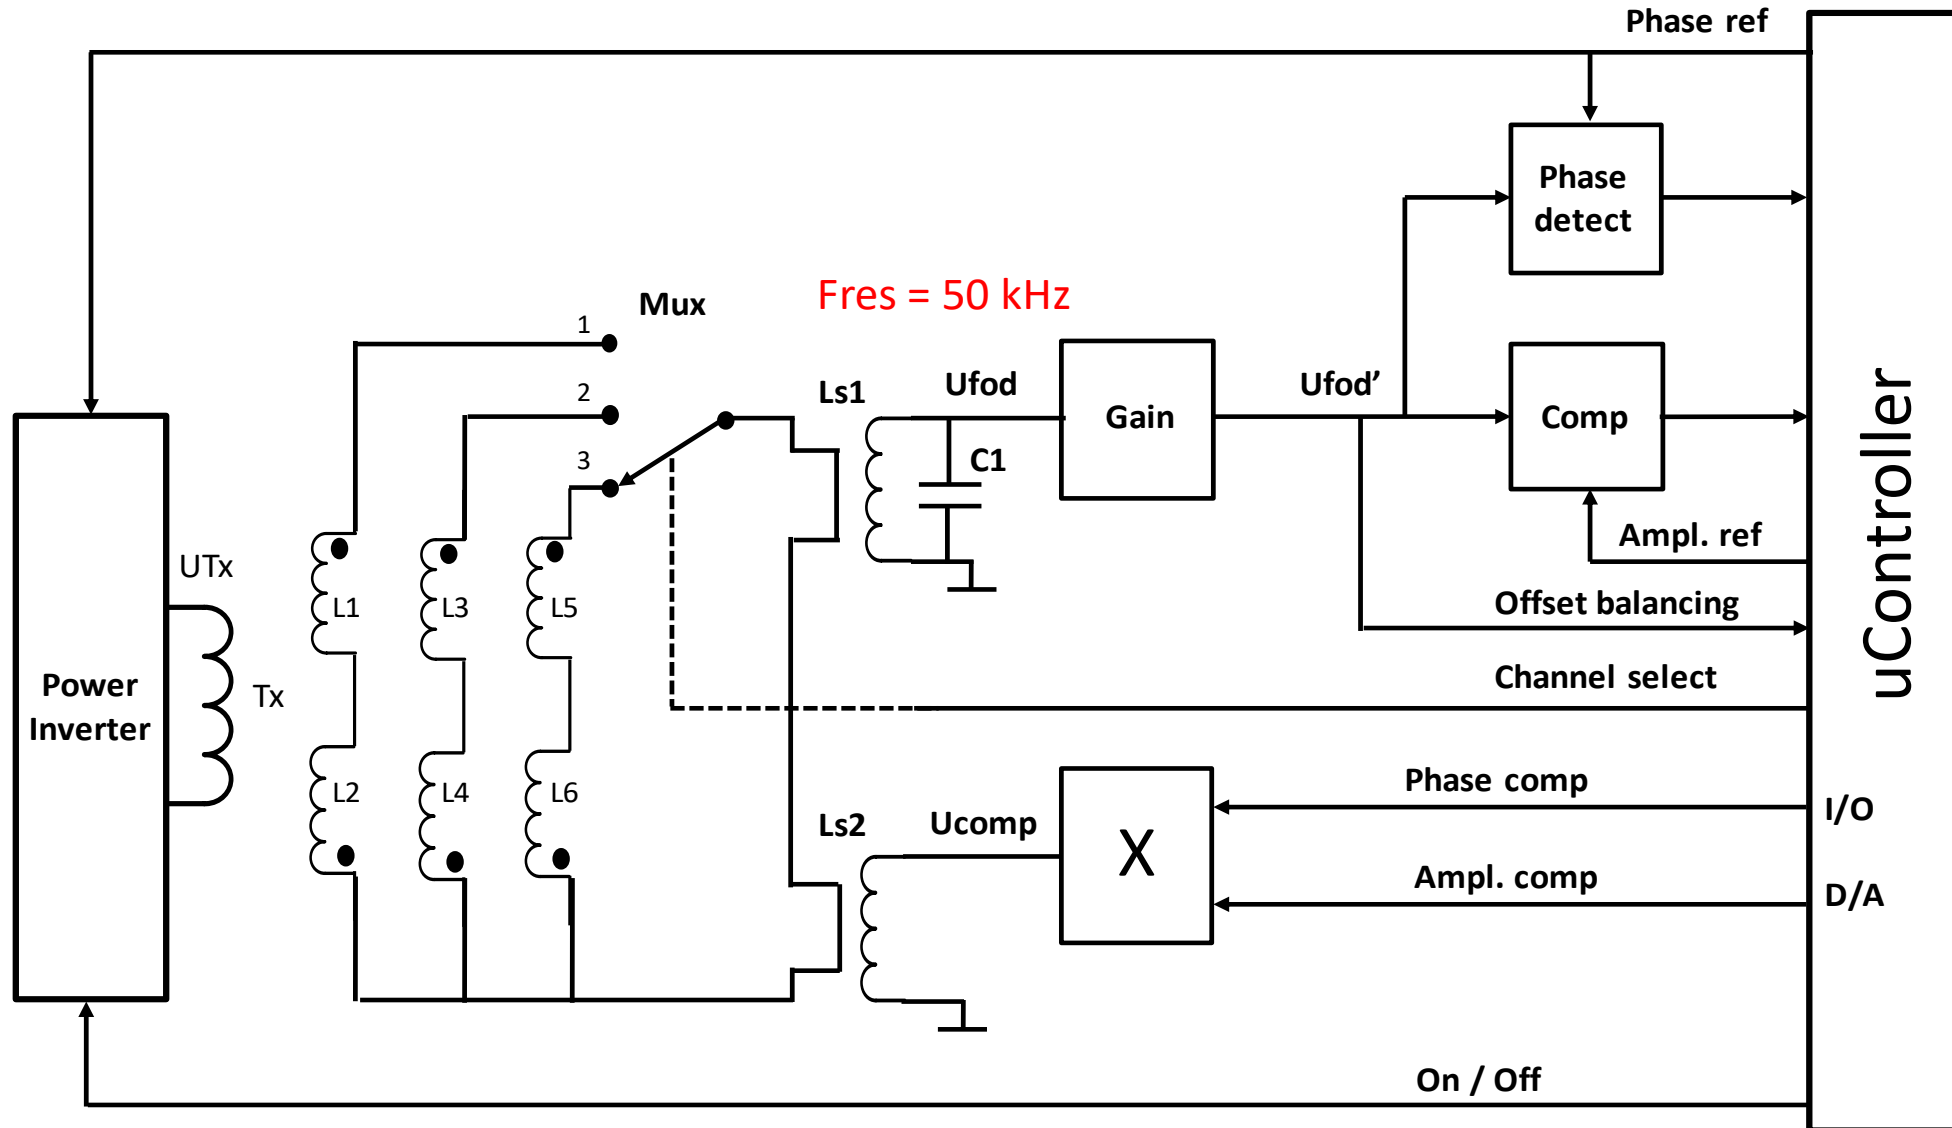 Phase ref
Phase
detect
Fres = 50 kHz
Mux
1
2
3
Ls1
Ufod
Gain
Ufod’
Comp
C1
Ampl. ref
UTx
L1
L3
L5
Offset balancing
uController
Channel select
Power
Inverter
Tx
L2
L4
L6
Phase comp
I/O
Ls2
Ucomp
X
Ampl. comp
D/A
On / Off